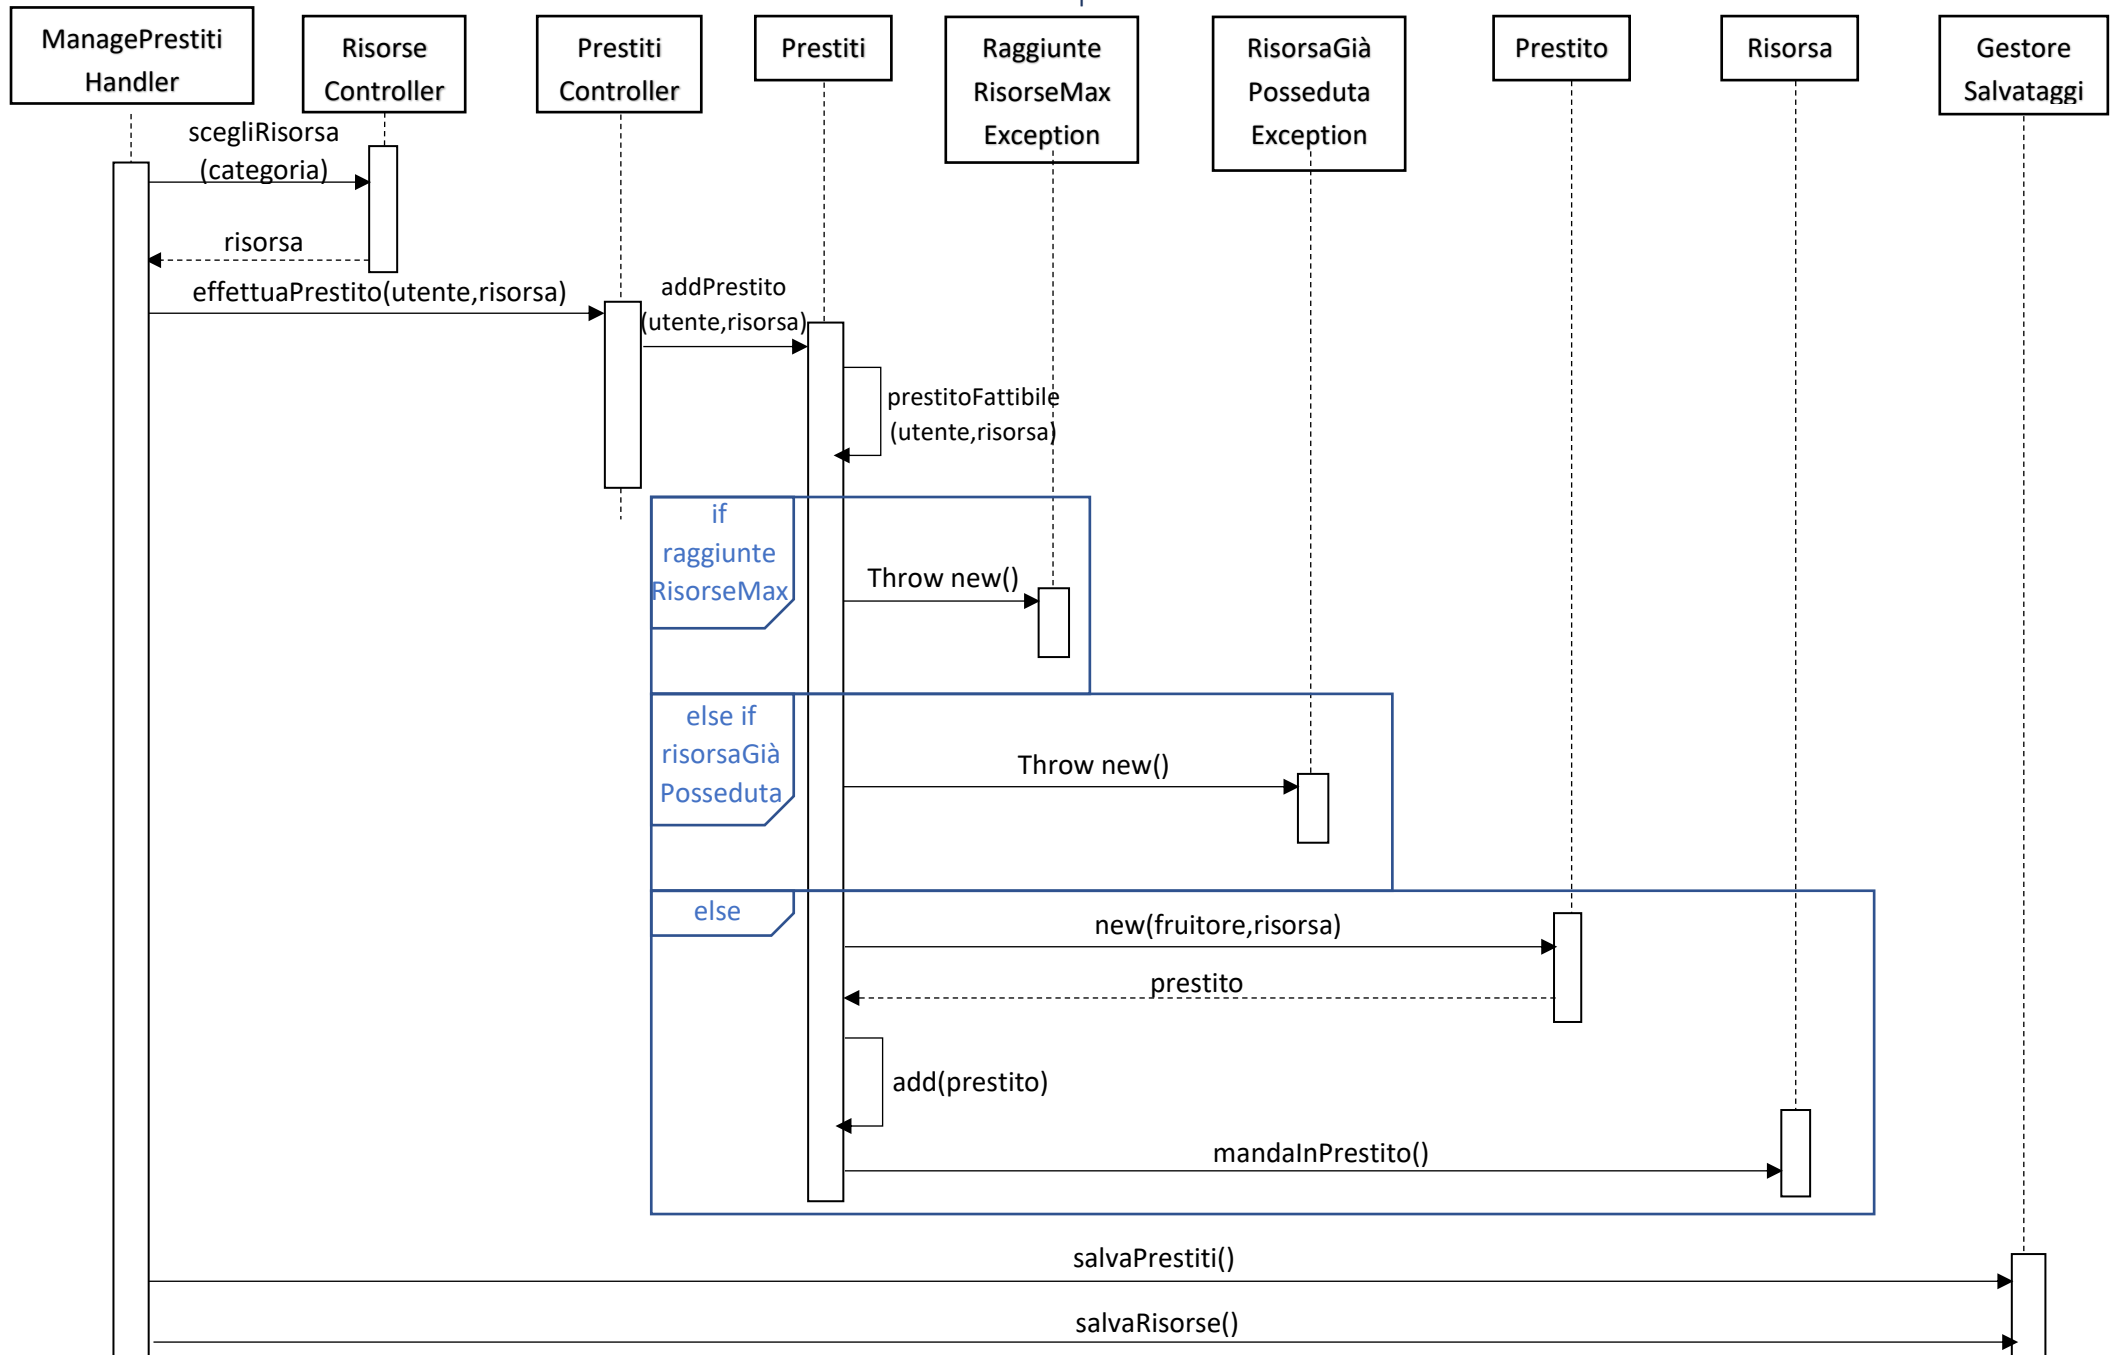 ManagePrestiti
Handler
Risorse
Controller
Prestiti
Controller
Prestiti
Raggiunte
RisorseMax
Exception
RisorsaGià
Posseduta
Exception
Prestito
Risorsa
Gestore
Salvataggi
scegliRisorsa
(categoria)
risorsa
effettuaPrestito(utente,risorsa)
addPrestito
(utente,risorsa)
prestitoFattibile
(utente,risorsa)
if
raggiunte
RisorseMax
Throw new()
else if
risorsaGià
Posseduta
Throw new()
else
new(fruitore,risorsa)
prestito
add(prestito)
mandaInPrestito()
salvaPrestiti()
salvaRisorse()